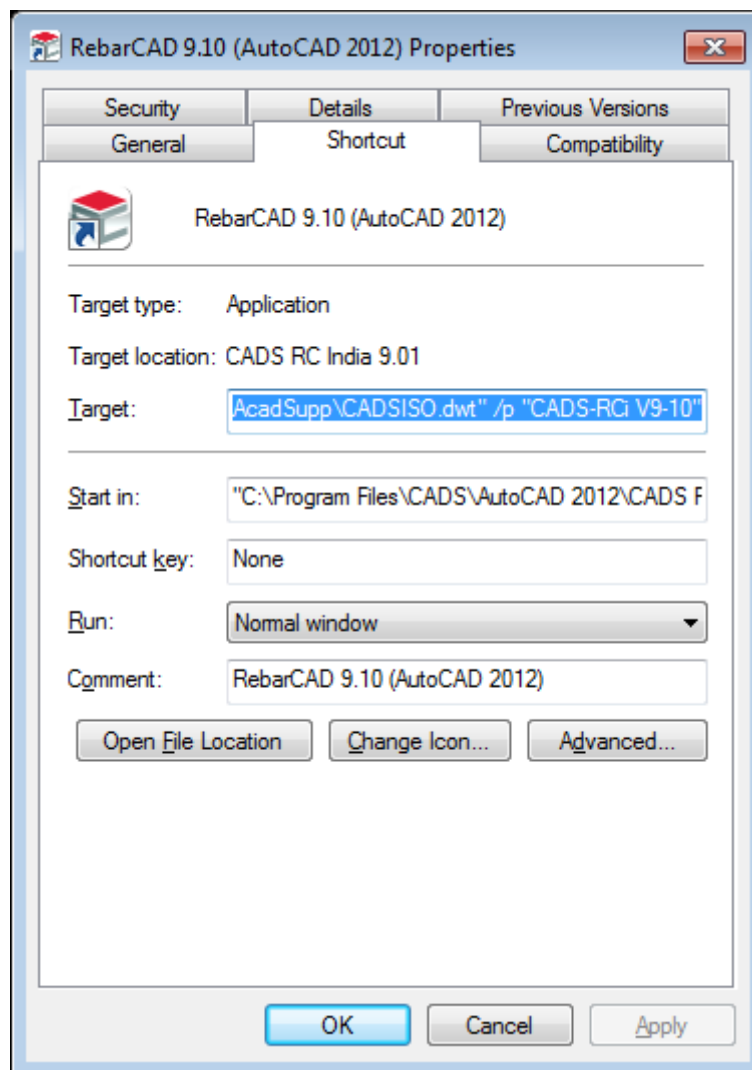 RebarCAD 9.10 (AutoCAD 2012) Properties
Security Details Previous Versions
General Shortcut Compatibility
RebarCAD 9.10 (AutoCAD 2012)
Target type: Application
Target location: CADS RC India 9.01
Target: AcadSupp\CADSISO.dwt" /p "CADS-RCi V9-10"
Start in: "C:\Program Files\CADS\AutoCAD 2012\CADS F
Shortcut key: None
Run: Normal window
Comment: RebarCAD 9.10 (AutoCAD 2012)
Open File Location Change Icon... Advanced...
OK Cancel Apply